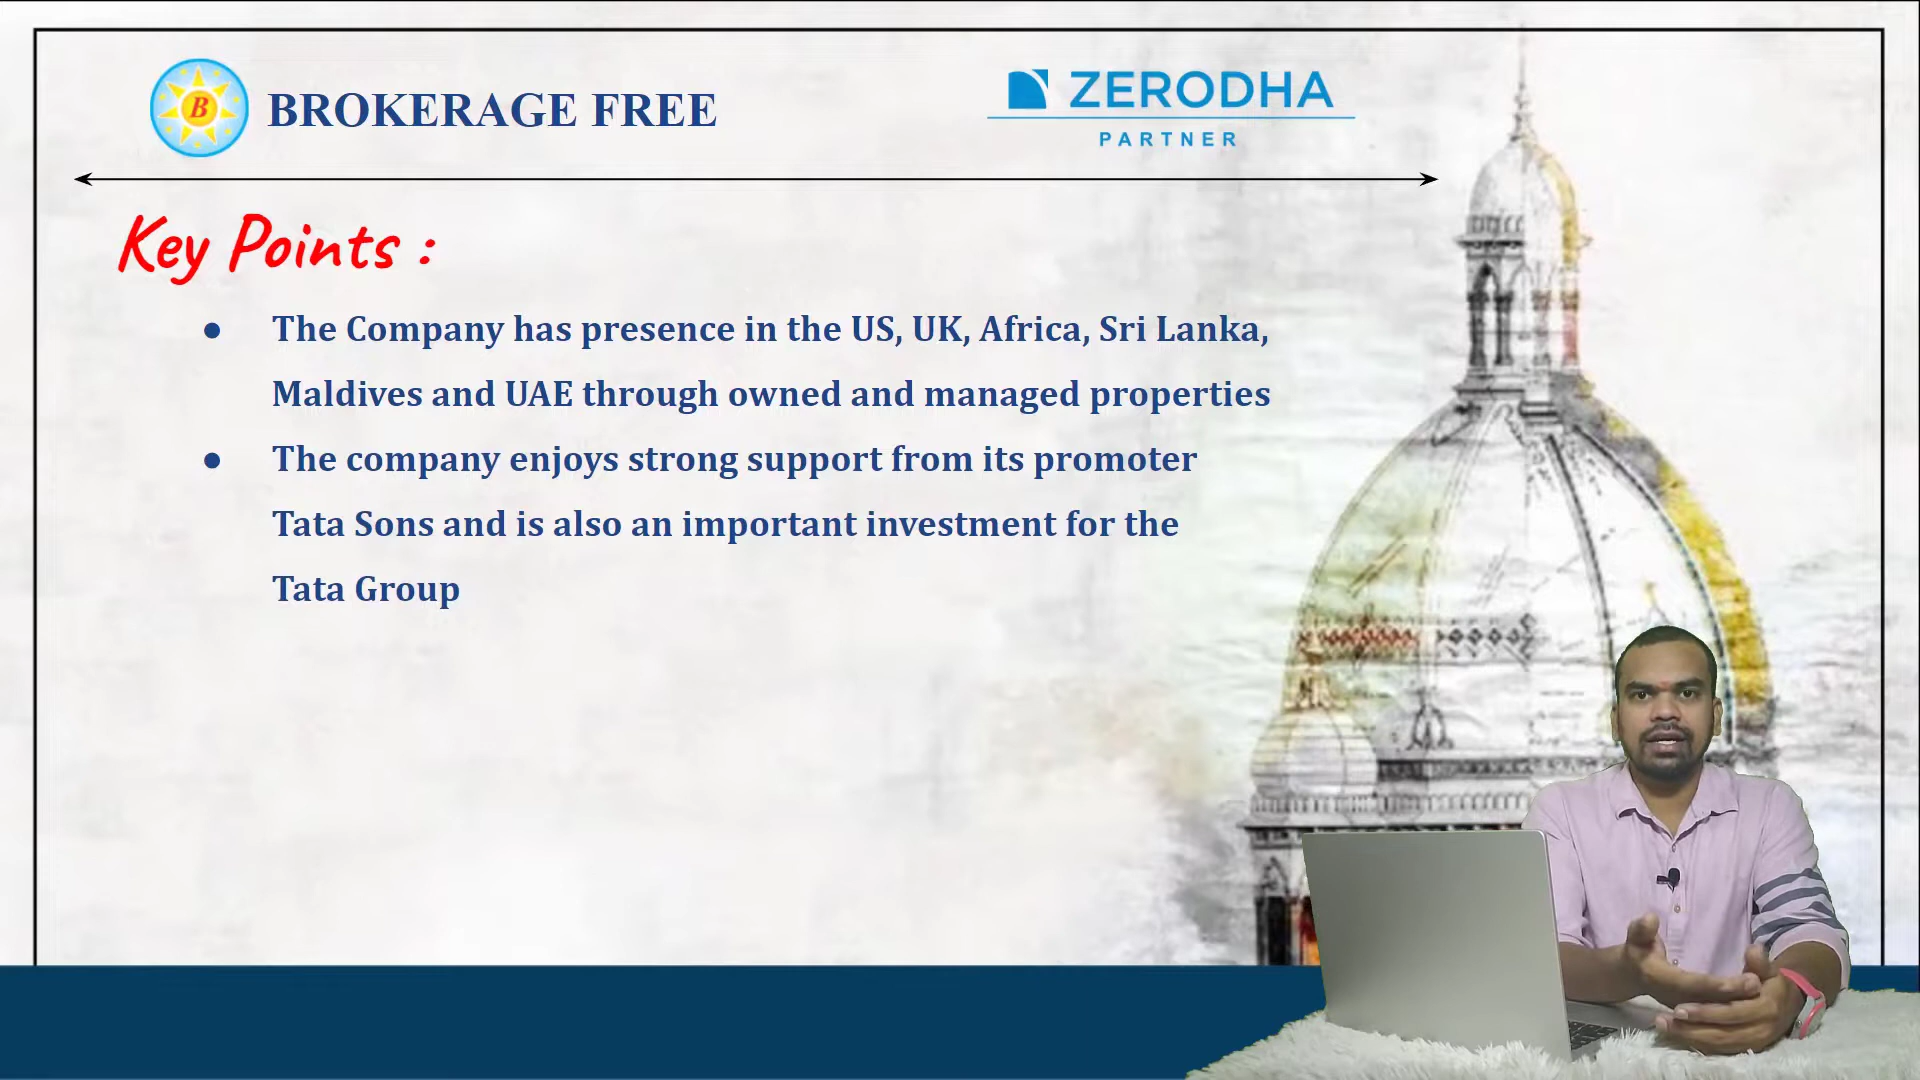 B BROKERAGE FREE
ZERODHA
PARTNER
Key Points :
● The Company has presence in the US, UK, Africa, Sri Lanka,
Maldives and UAE through owned and managed properties
● The company enjoys strong support from its promoter
Tata Sons and is also an important investment for the
Tata Group